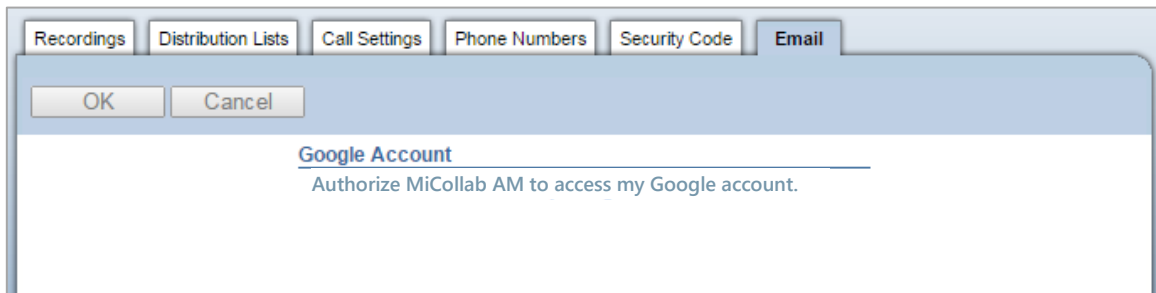 Recordings Distribution Lists Call Settings Phone Numbers Security Code Email
OK Cancel
Google Account
Authorize MiCollab AM to access my Google account.